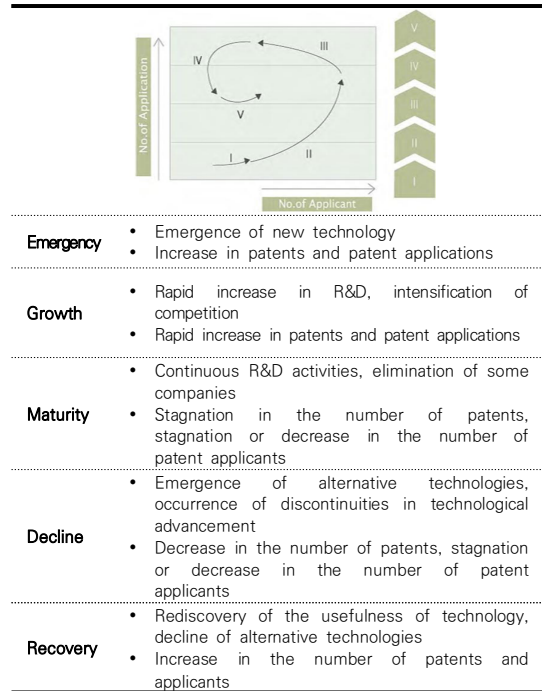 No.of Application
III
IV
V
I
II
No.of Applicant
V
IV
III
II
I
Emergency
• Emergence of new technology
• Increase in patents and patent applications
Growth
• Rapid increase in R&D, intensification of
competition
• Rapid increase in patents and patent applications
Maturity
• Continuous R&D activities, elimination of some
companies
• Stagnation in the number of patents,
stagnation or decrease in the number of
patent applicants
Decline
• Emergence of alternative technologies,
occurrence of discontinuities in technological
advancement
• Decrease in the number of patents, stagnation
or decrease in the number of patent
applicants
Recovery
• Rediscovery of the usefulness of technology,
decline of alternative technologies
• Increase in the number of patents and
applicants